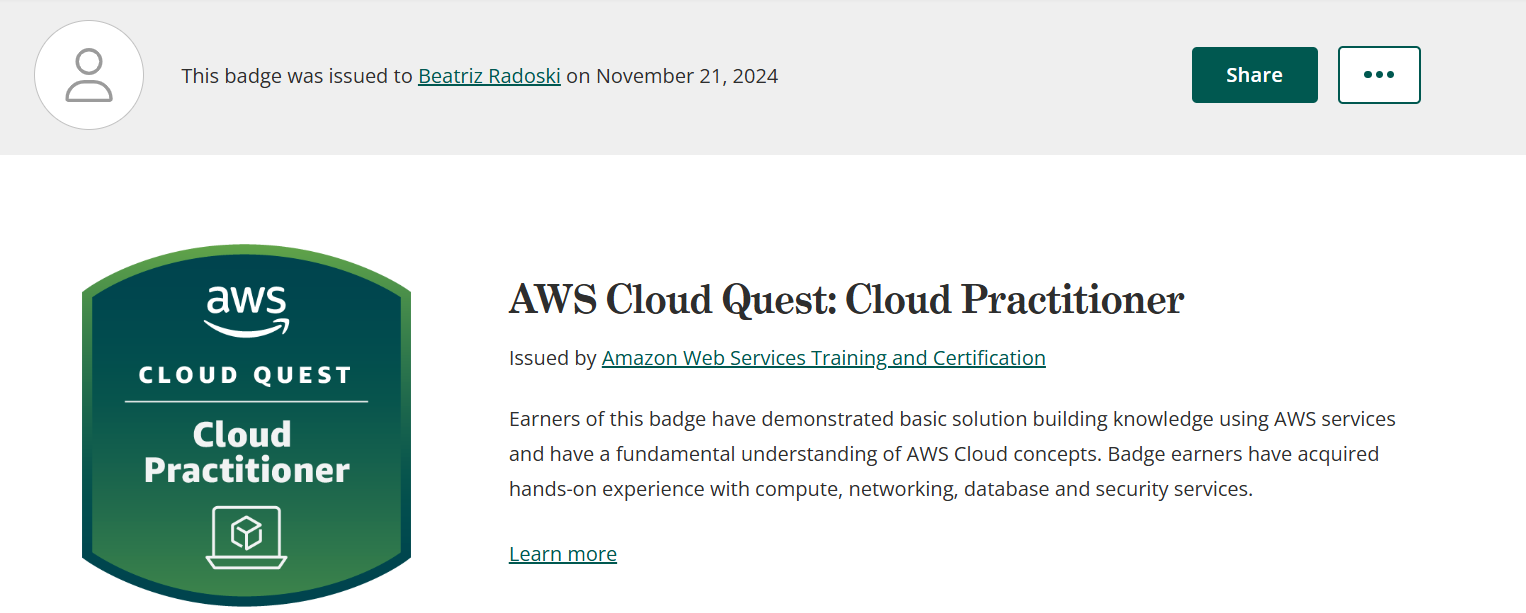 This badge was issued to Beatriz Radoski on November 21, 2024
Share
aws
CLOUD QUEST
Cloud
Practitioner
AWS Cloud Quest: Cloud Practitioner
Issued by Amazon Web Services Training and Certification
Earners of this badge have demonstrated basic solution building knowledge using AWS services
and have a fundamental understanding of AWS Cloud concepts. Badge earners have acquired
hands-on experience with compute, networking, database and security services.
Learn more